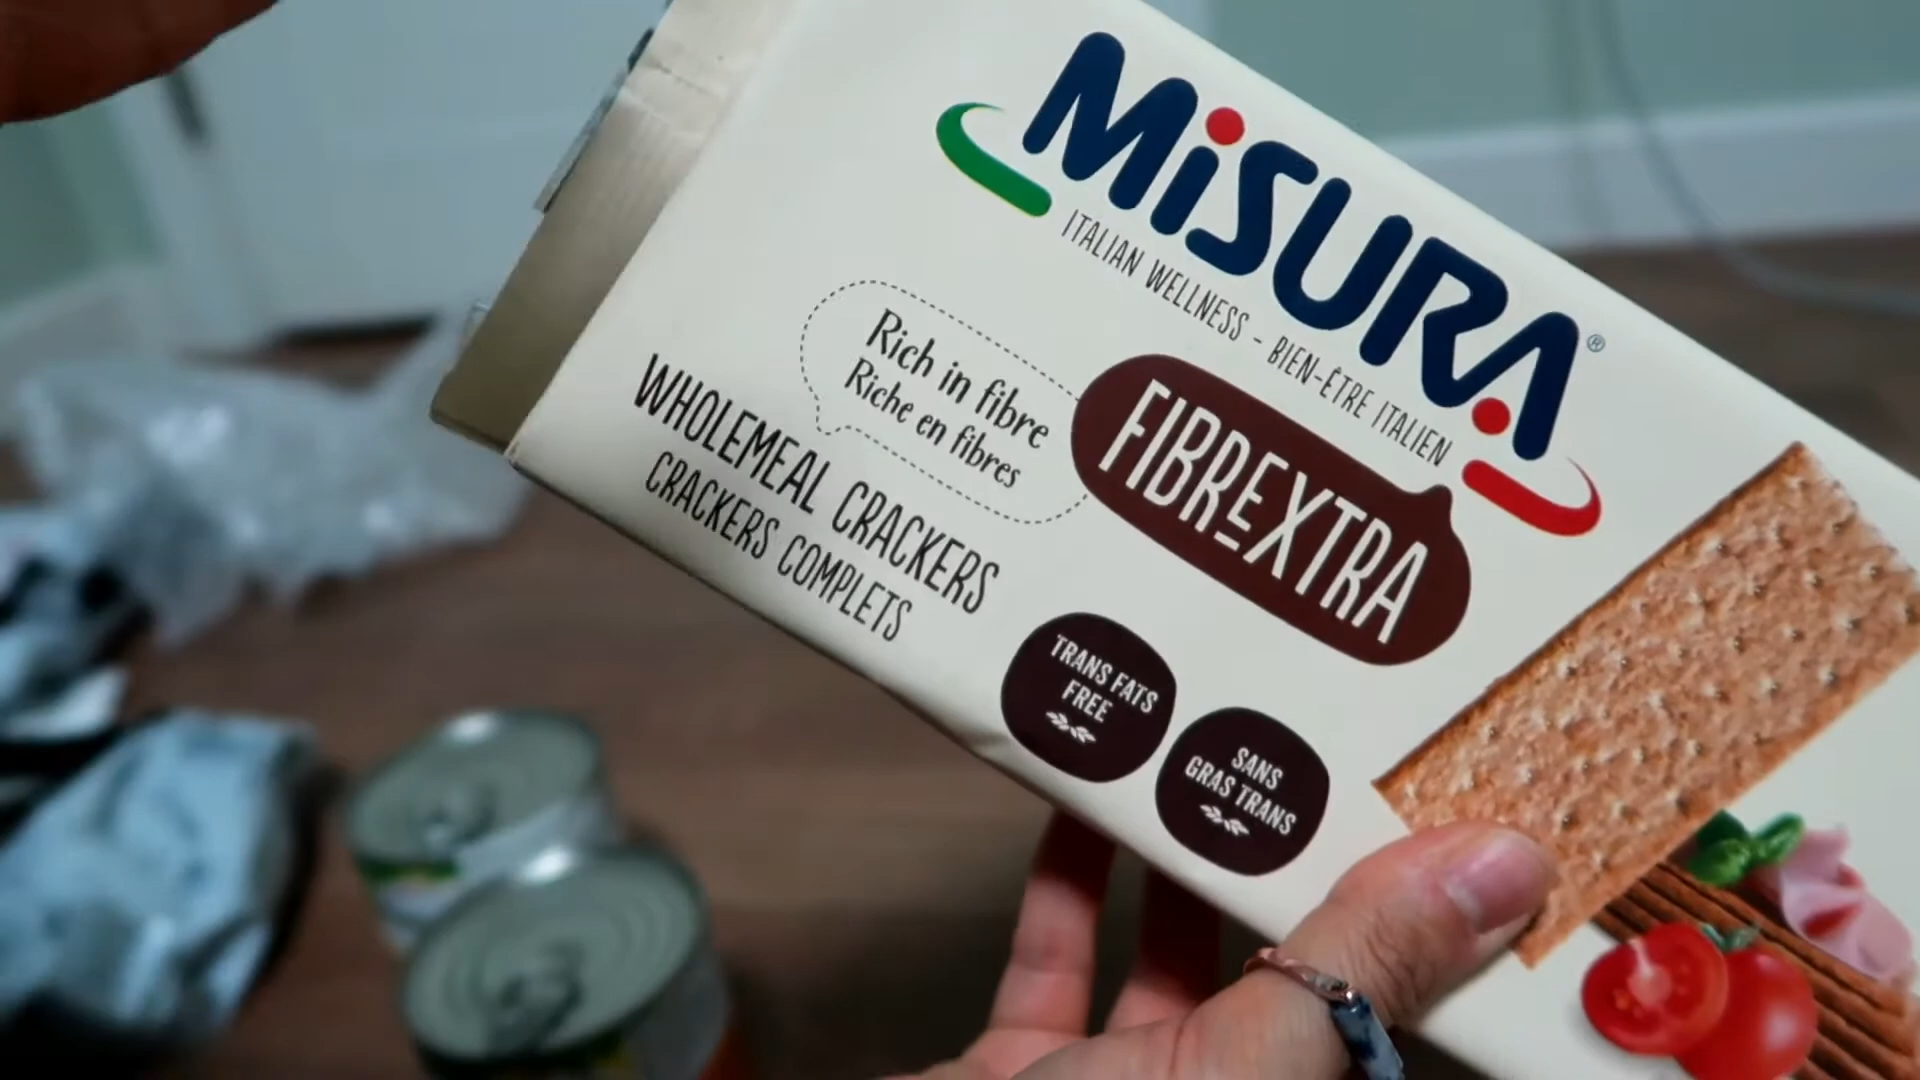 MiSURA®
ITALIAN WELLNESS - BIEN-ÊTRE ITALIEN
Rich in fibre
Riche en fibres
FIBREXTRA
WHOLEMEAL CRACKERS
CRACKERS COMPLETS
TRANS FATS
FREE
SANS
GRAS TRANS